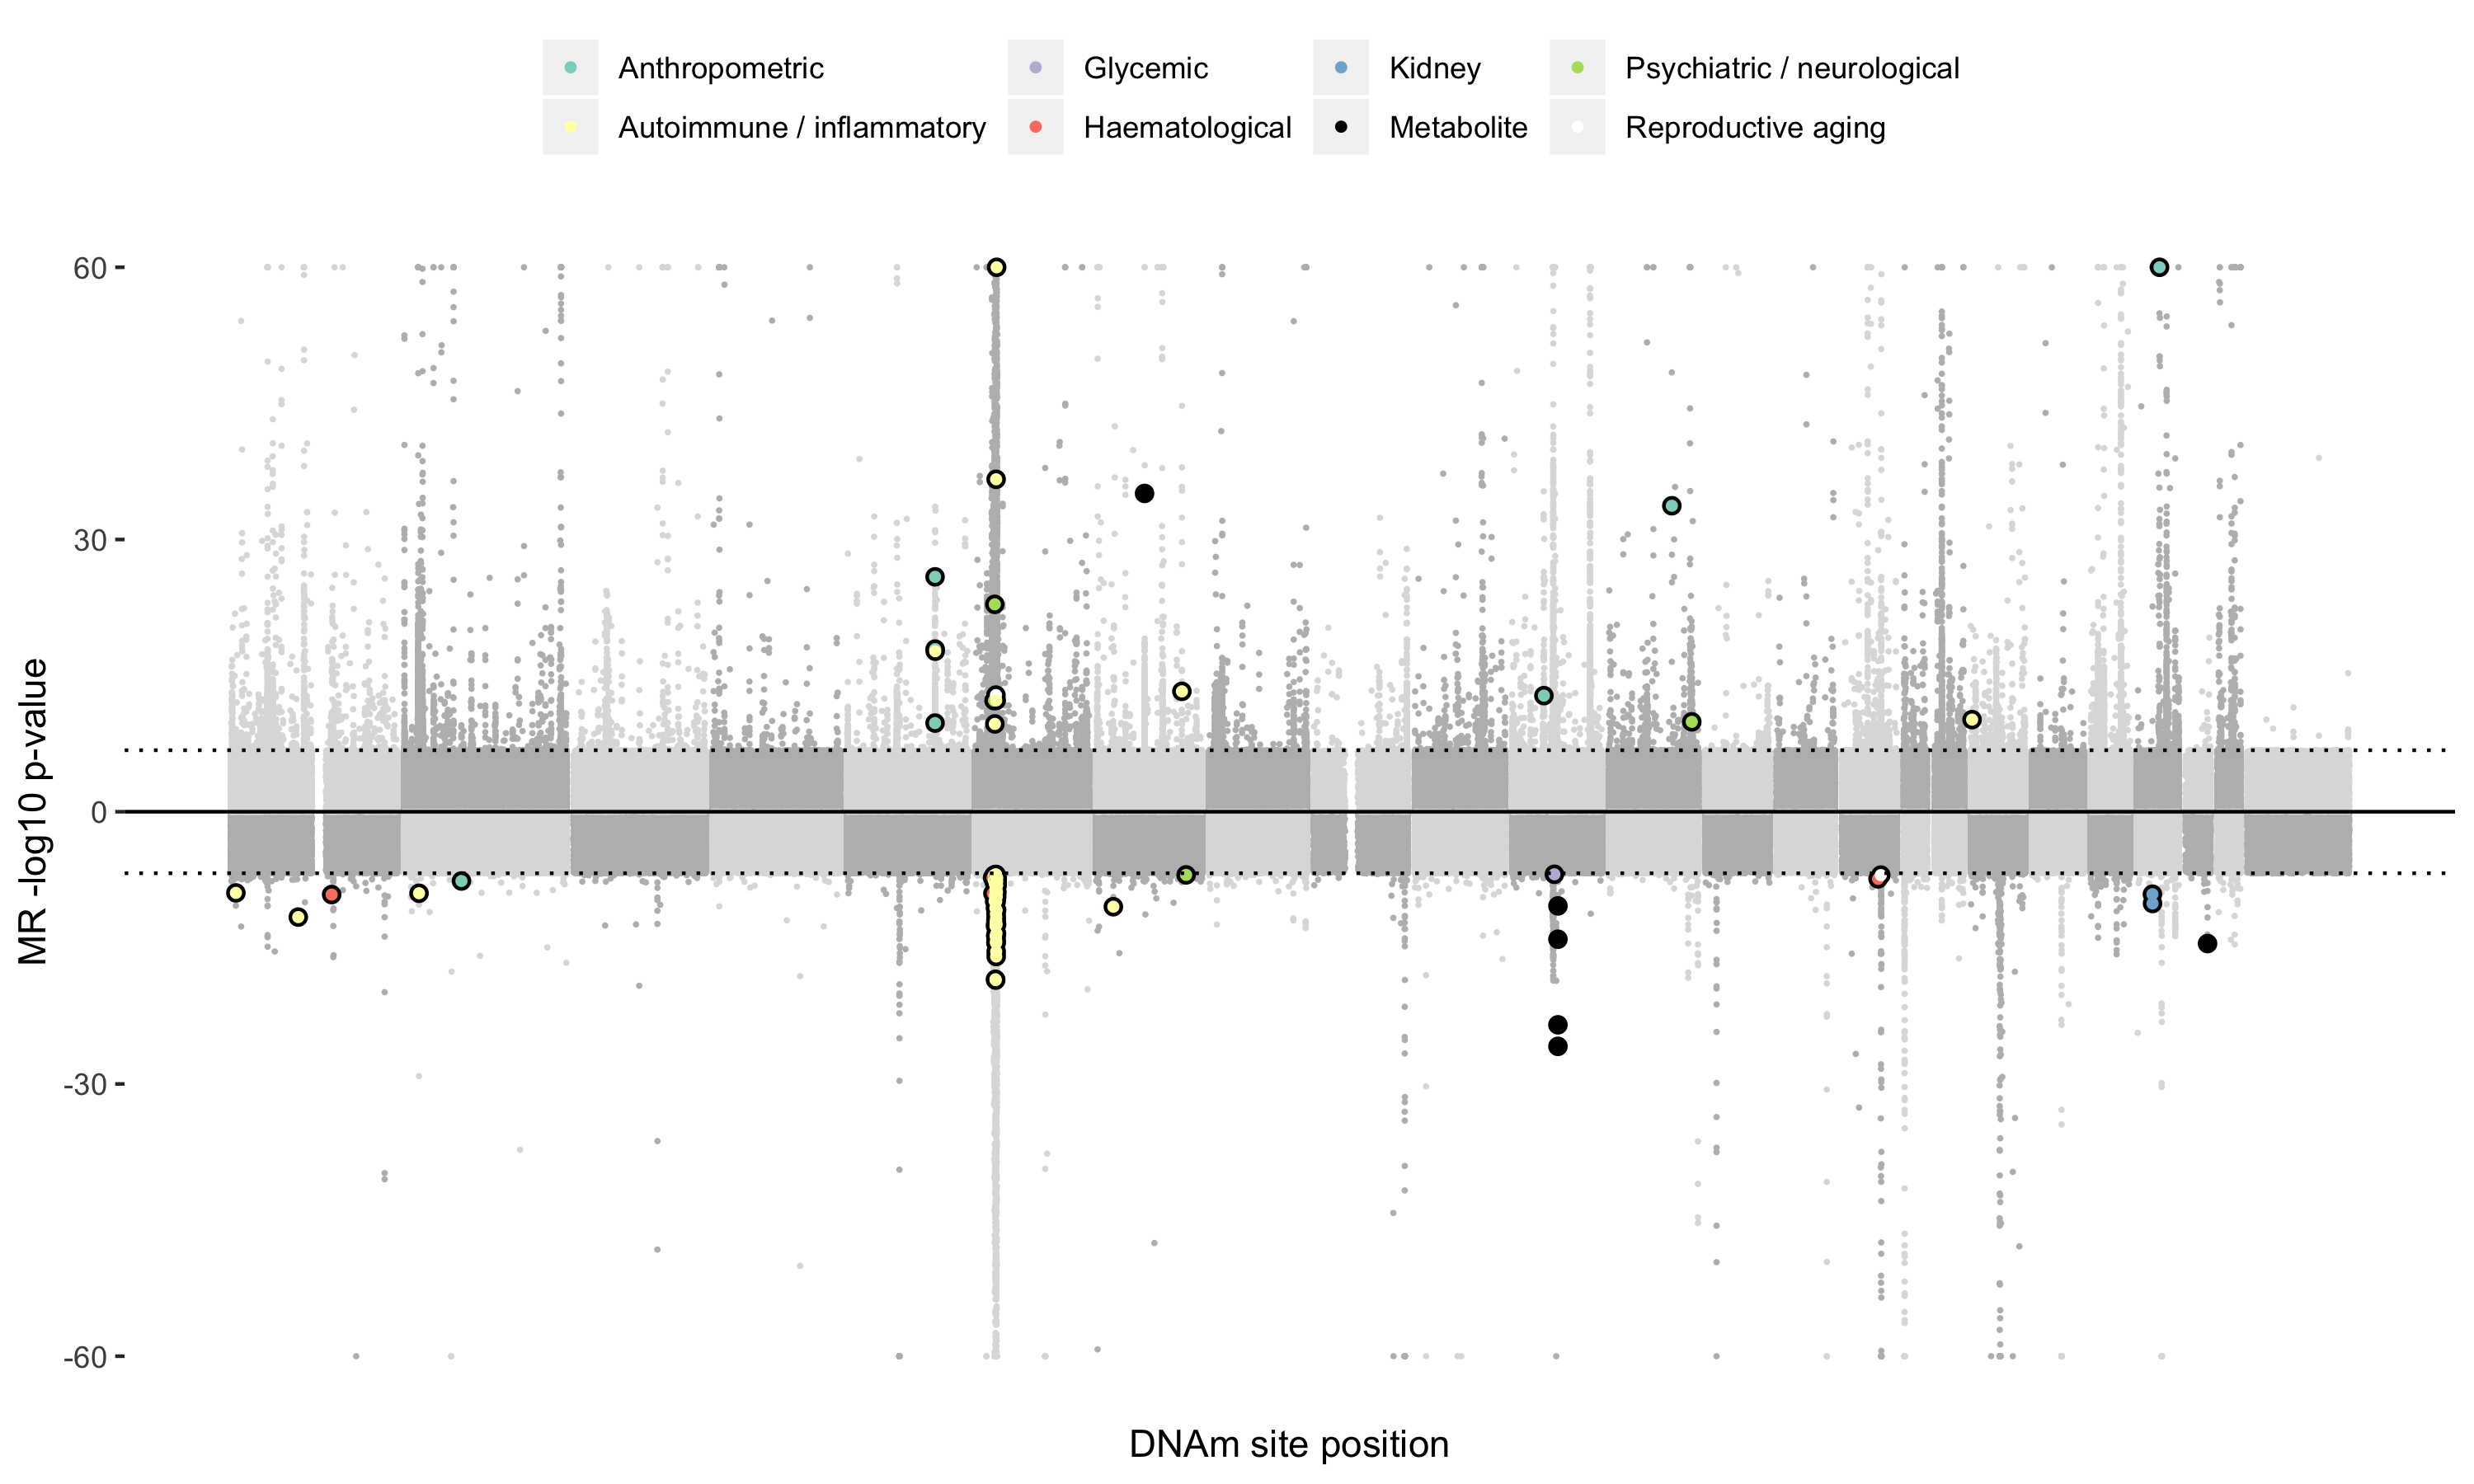 Anthropometric Glycemic Kidney Psychiatric / neurological
Autoimmune / inflammatory Haematological Metabolite Reproductive aging
60
30
0
-30
-60
MR -log10 p-value
DNAm site position